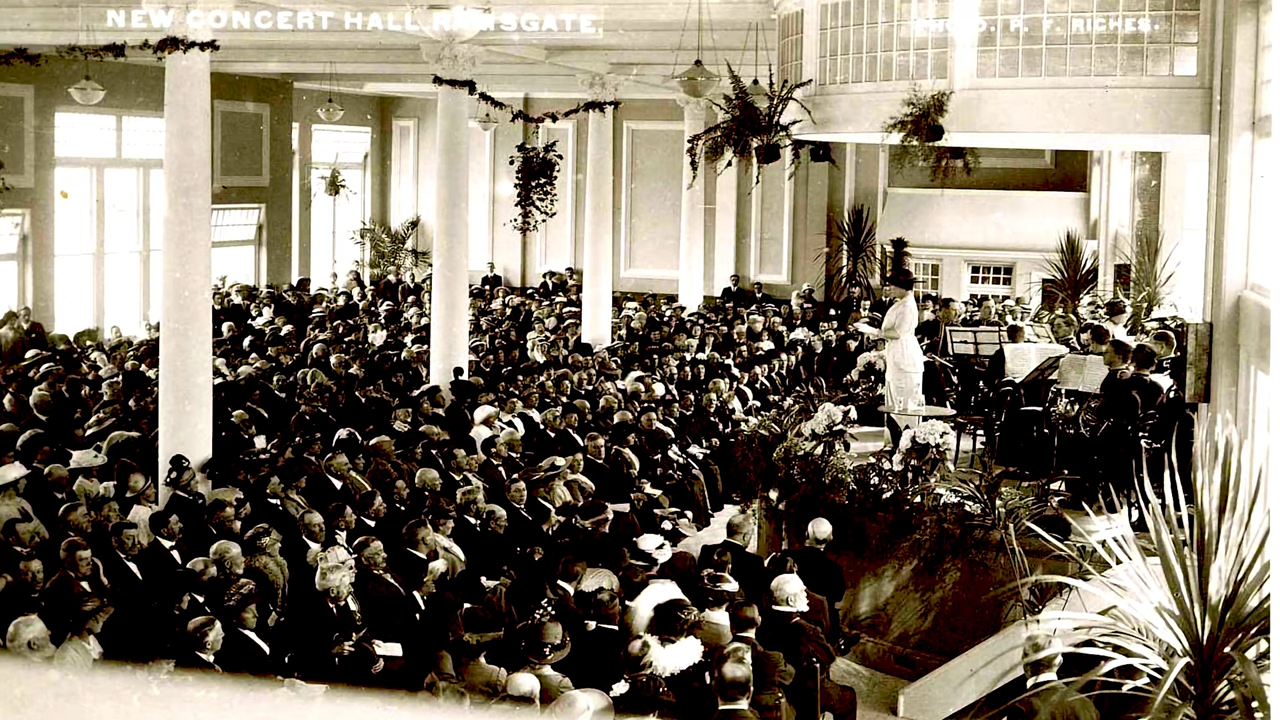 NEW CONCERT HALL RAMSGATE.
PHOTO. P. T. RICHES.